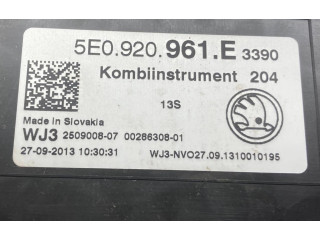 5E0.920.961.E 3390
Kombiinstrument 204
13S
Made in Slovakia
WJ3 2509008-07 00286308-01
27-09-2013 10:30:31 WJ3-NVO27.09.1310010195